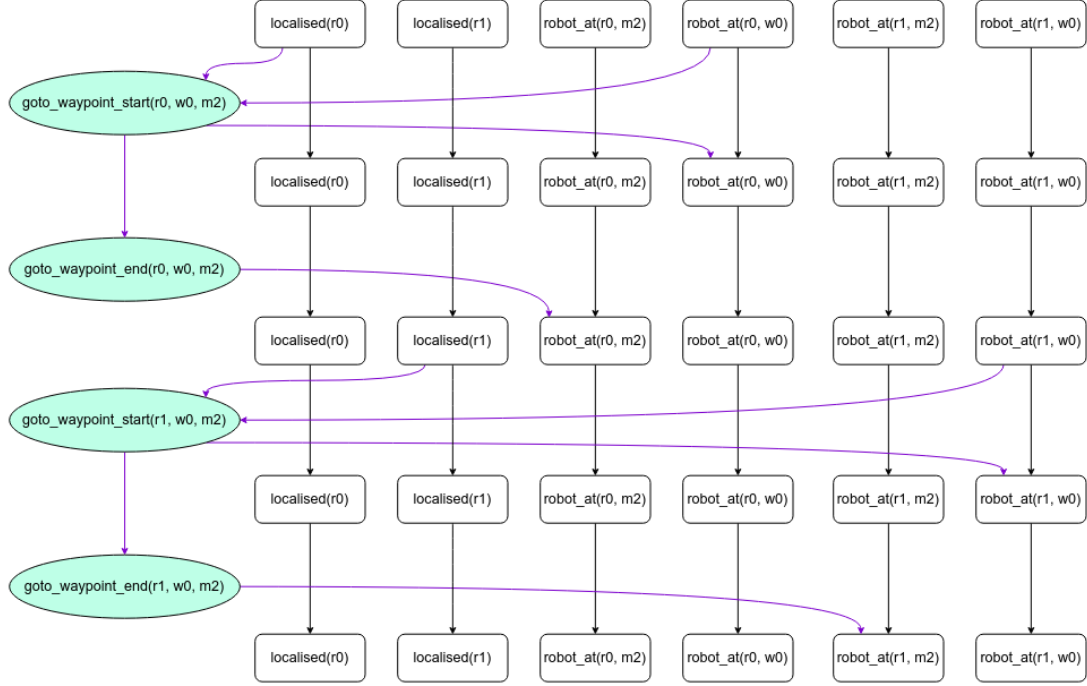 localised(r0)
localised(r1)
robot_at(r0, m2)
robot_at(r0, w0)
robot_at(r1, m2)
robot_at(r1, w0)
goto_waypoint_start(r0, w0, m2)
localised(r0)
localised(r1)
robot_at(r0, m2)
robot_at(r0, w0)
robot_at(r1, m2)
robot_at(r1, w0)
goto_waypoint_end(r0, w0, m2)
localised(r0)
localised(r1)
robot_at(r0, m2)
robot_at(r0, w0)
robot_at(r1, m2)
robot_at(r1, w0)
goto_waypoint_start(r1, w0, m2)
localised(r0)
localised(r1)
robot_at(r0, m2)
robot_at(r0, w0)
robot_at(r1, m2)
robot_at(r1, w0)
goto_waypoint_end(r1, w0, m2)
localised(r0)
localised(r1)
robot_at(r0, m2)
robot_at(r0, w0)
robot_at(r1, m2)
robot_at(r1, w0)